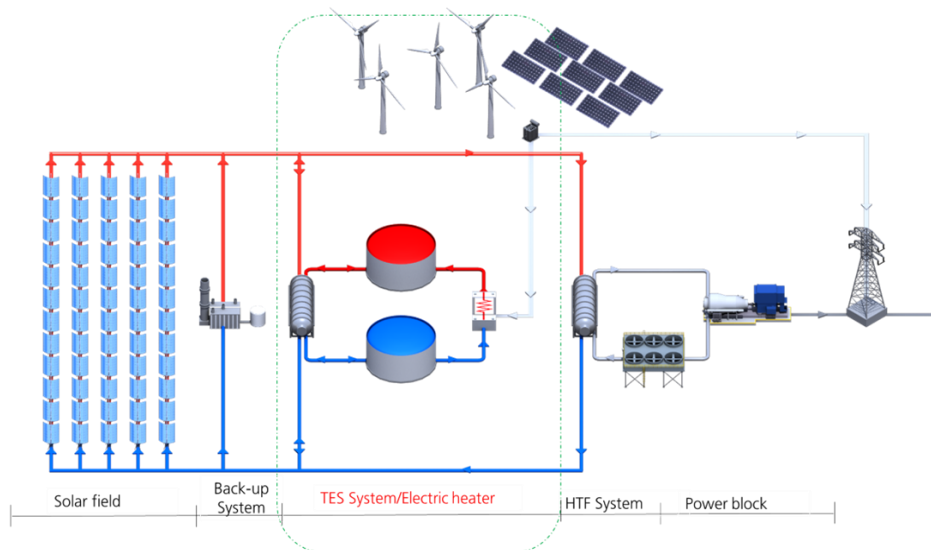 Solar field
Back-up
System
TES System/Electric heater
HTF System
Power block